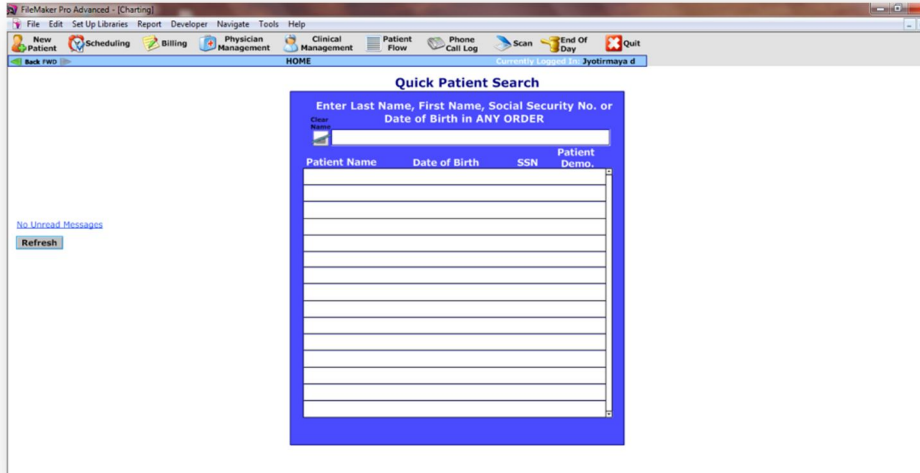 FileMaker Pro Advanced - [Charting]
File Edit Set Up Libraries Report Developer Navigate Tools Help
New Patient Scheduling Billing Physician Management Clinical Management Patient Flow Phone Call Log Scan End Of Day Quit
Back FWD HOME Currently Logged In: Jyotirmaya d
Quick Patient Search
Enter Last Name, First Name, Social Security No. or
Date of Birth in ANY ORDER
Clear
Name
Patient Name Date of Birth SSN Patient Demo.
No Unread Messages
Refresh